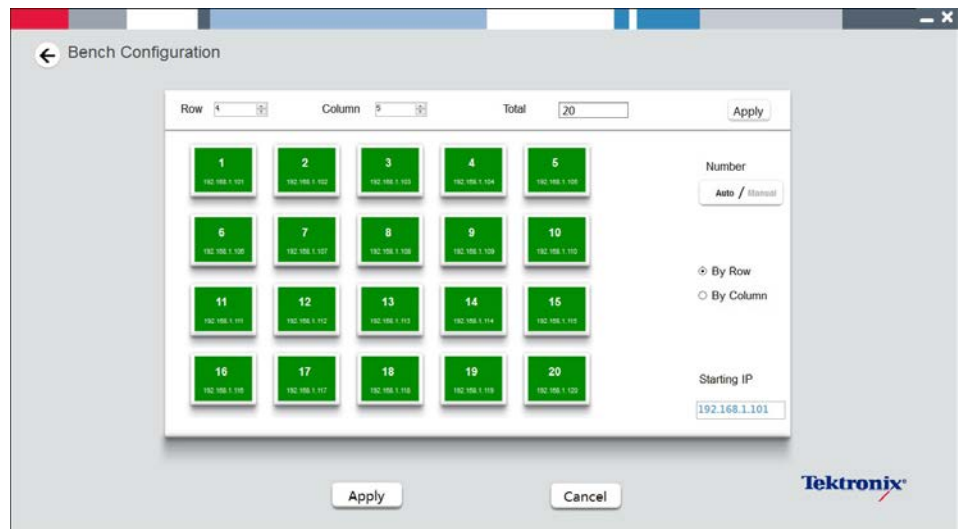 Bench Configuration
Row 4 Column 5 Total 20 Apply
1 2 3 4 5
192.168.1.101 192.168.1.102 192.168.1.103 192.168.1.104 192.168.1.105
Number
Auto / Manual
6 7 8 9 10
192.168.1.106 192.168.1.107 192.168.1.108 192.168.1.109 192.168.1.110
By Row
By Column
11 12 13 14 15
192.168.1.111 192.168.1.112 192.168.1.113 192.168.1.114 192.168.1.115
16 17 18 19 20
192.168.1.116 192.168.1.117 192.168.1.118 192.168.1.119 192.168.1.120
Starting IP
192.168.1.101
Apply Cancel
Tektronix